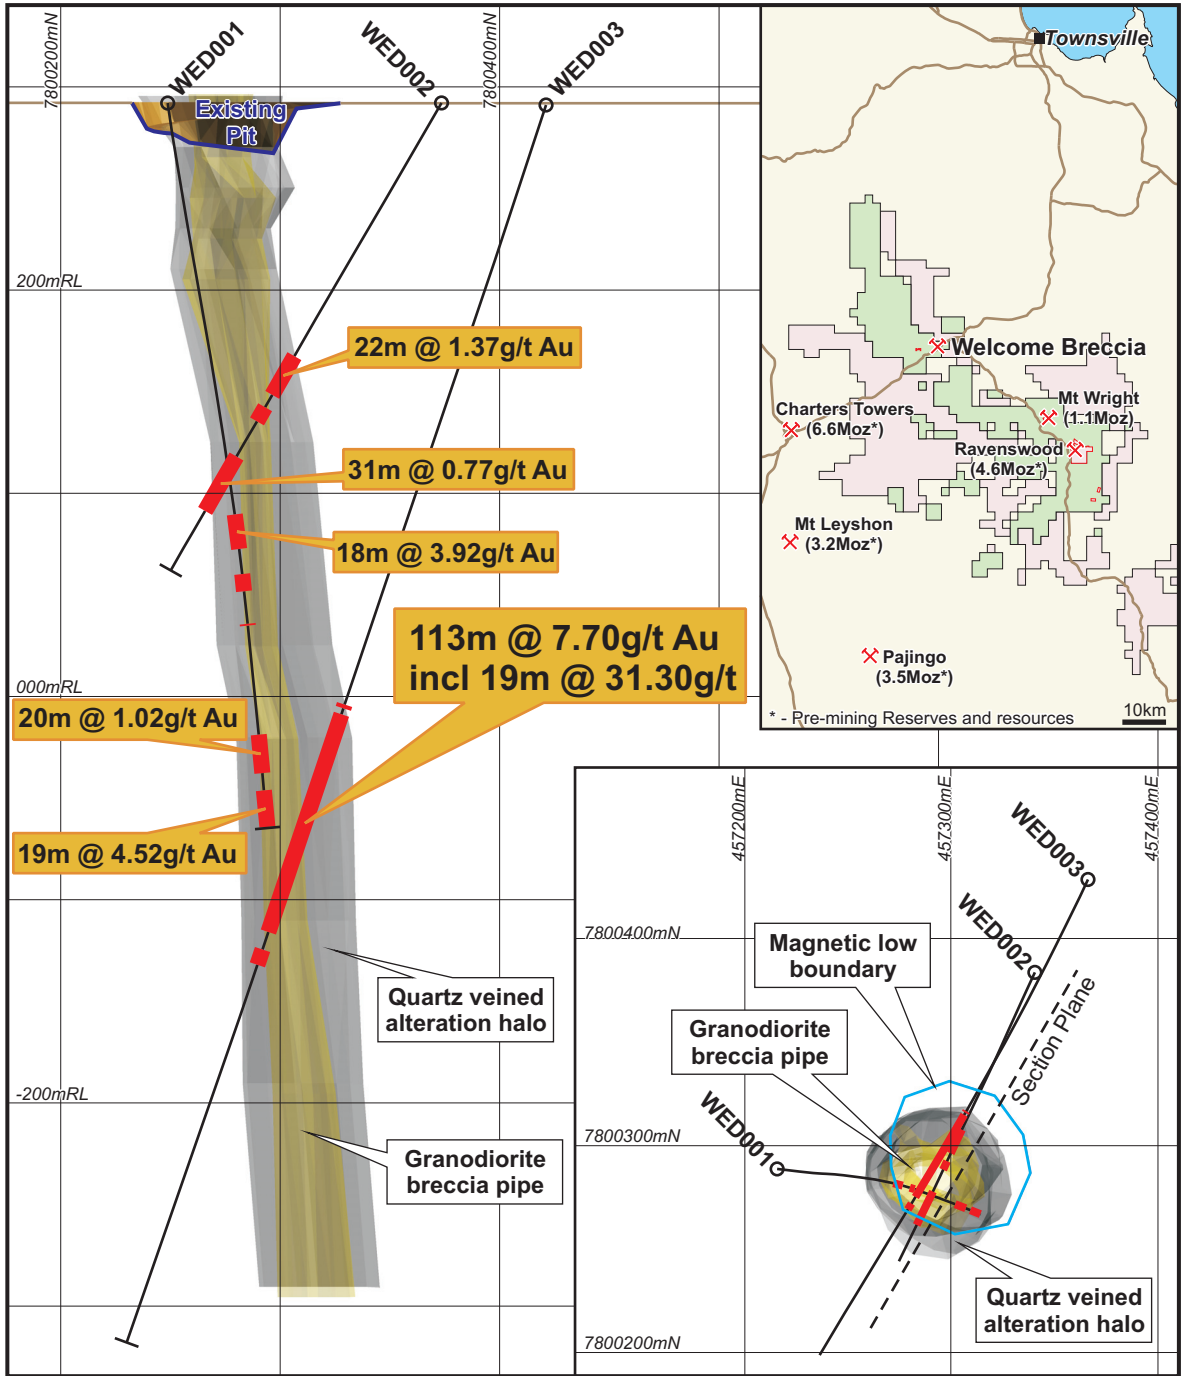 7800200mN
WED001
WED002
7800400mN
WED003
Existing
Pit
200mRL
22m @ 1.37g/t Au
31m @ 0.77g/t Au
18m @ 3.92g/t Au
113m @ 7.70g/t Au
incl 19m @ 31.30g/t
000mRL
20m @ 1.02g/t Au
19m @ 4.52g/t Au
Quartz veined
alteration halo
-200mRL
Granodiorite
breccia pipe
Townsville
Welcome Breccia
Mt Wright
(1.1Moz)
Charters Towers
(6.6Moz*)
Ravenswood
(4.6Moz*)
Mt Leyshon
(3.2Moz*)
Pajingo
(3.5Moz*)
* - Pre-mining Reserves and resources
10km
457200mE
457300mE
457400mE
WED003
WED002
7800400mN
Magnetic low
boundary
Granodiorite
breccia pipe
Section Plane
WED001
7800300mN
Quartz veined
alteration halo
7800200mN